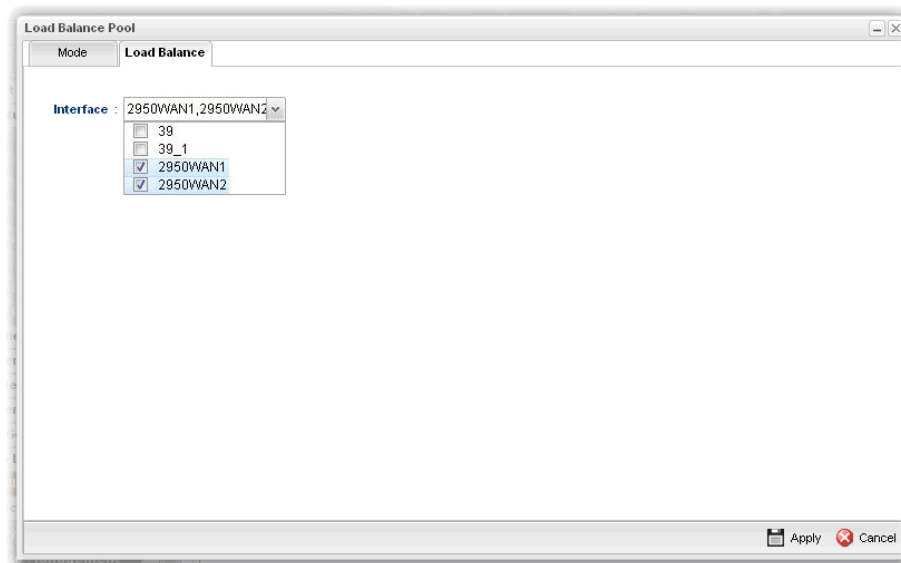 Load Balance Pool
Mode
Load Balance
Interface : 2950WAN1,2950WAN2
39
39_1
2950WAN1
2950WAN2
Apply
Cancel